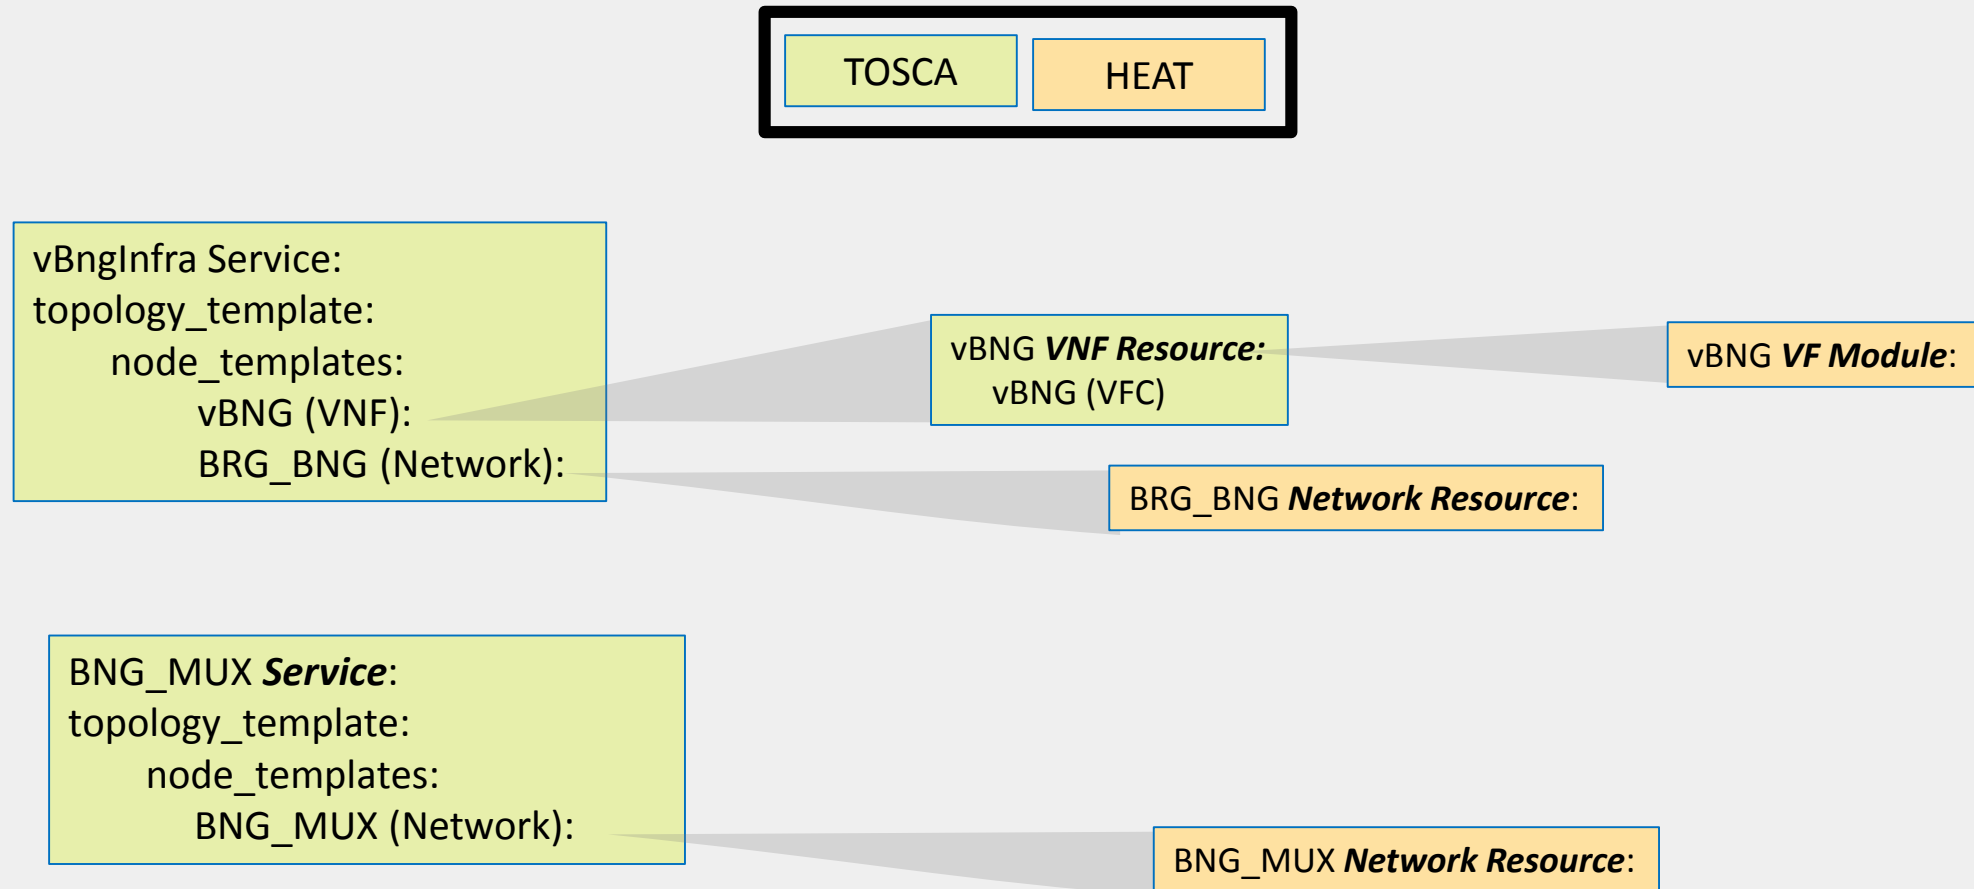 TOSCA
HEAT
vBngInfra Service:
topology_template:
node_templates:
vBNG (VNF):
BRG_BNG (Network):
vBNG VNF Resource:
vBNG (VFC)
vBNG VF Module:
BRG_BNG Network Resource:
BNG_MUX Service:
topology_template:
node_templates:
BNG_MUX (Network):
BNG_MUX Network Resource: